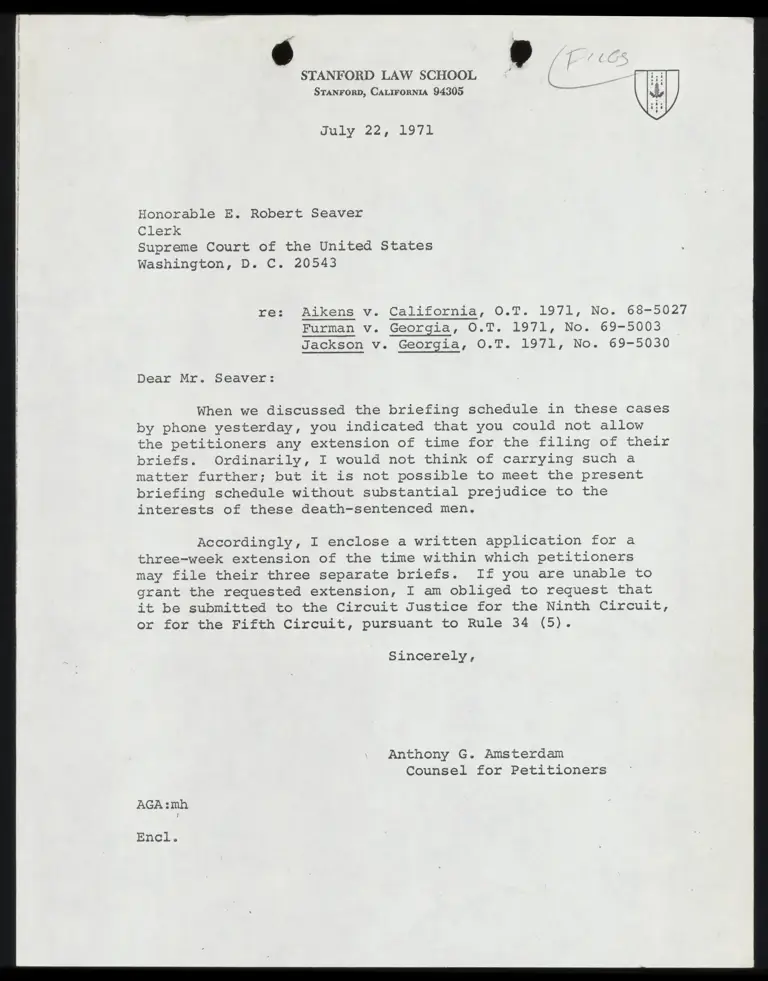 Files
STANFORD LAW SCHOOL
STANFORD, CALIFORNIA 94305
July 22, 1971
Honorable E. Robert Seaver
Clerk
Supreme Court of the United States
Washington, D. C. 20543
re: Aikens v. California, O.T. 1971, No. 68-5027
Furman v. Georgia, O.T. 1971, No. 69-5003
Jackson v. Georgia, O.T. 1971, No. 69-5030
Dear Mr. Seaver:
When we discussed the briefing schedule in these cases
by phone yesterday, you indicated that you could not allow
the petitioners any extension of time for the filing of their
briefs. Ordinarily, I would not think of carrying such a
matter further; but it is not possible to meet the present
briefing schedule without substantial prejudice to the
interests of these death-sentenced men.
Accordingly, I enclose a written application for a
three-week extension of the time within which petitioners
may file their three separate briefs. If you are unable to
grant the requested extension, I am obliged to request that
it be submitted to the Circuit Justice for the Ninth Circuit,
or for the Fifth Circuit, pursuant to Rule 34 (5).
Sincerely,
Anthony G. Amsterdam
Counsel for Petitioners
AGA:mh
Encl.